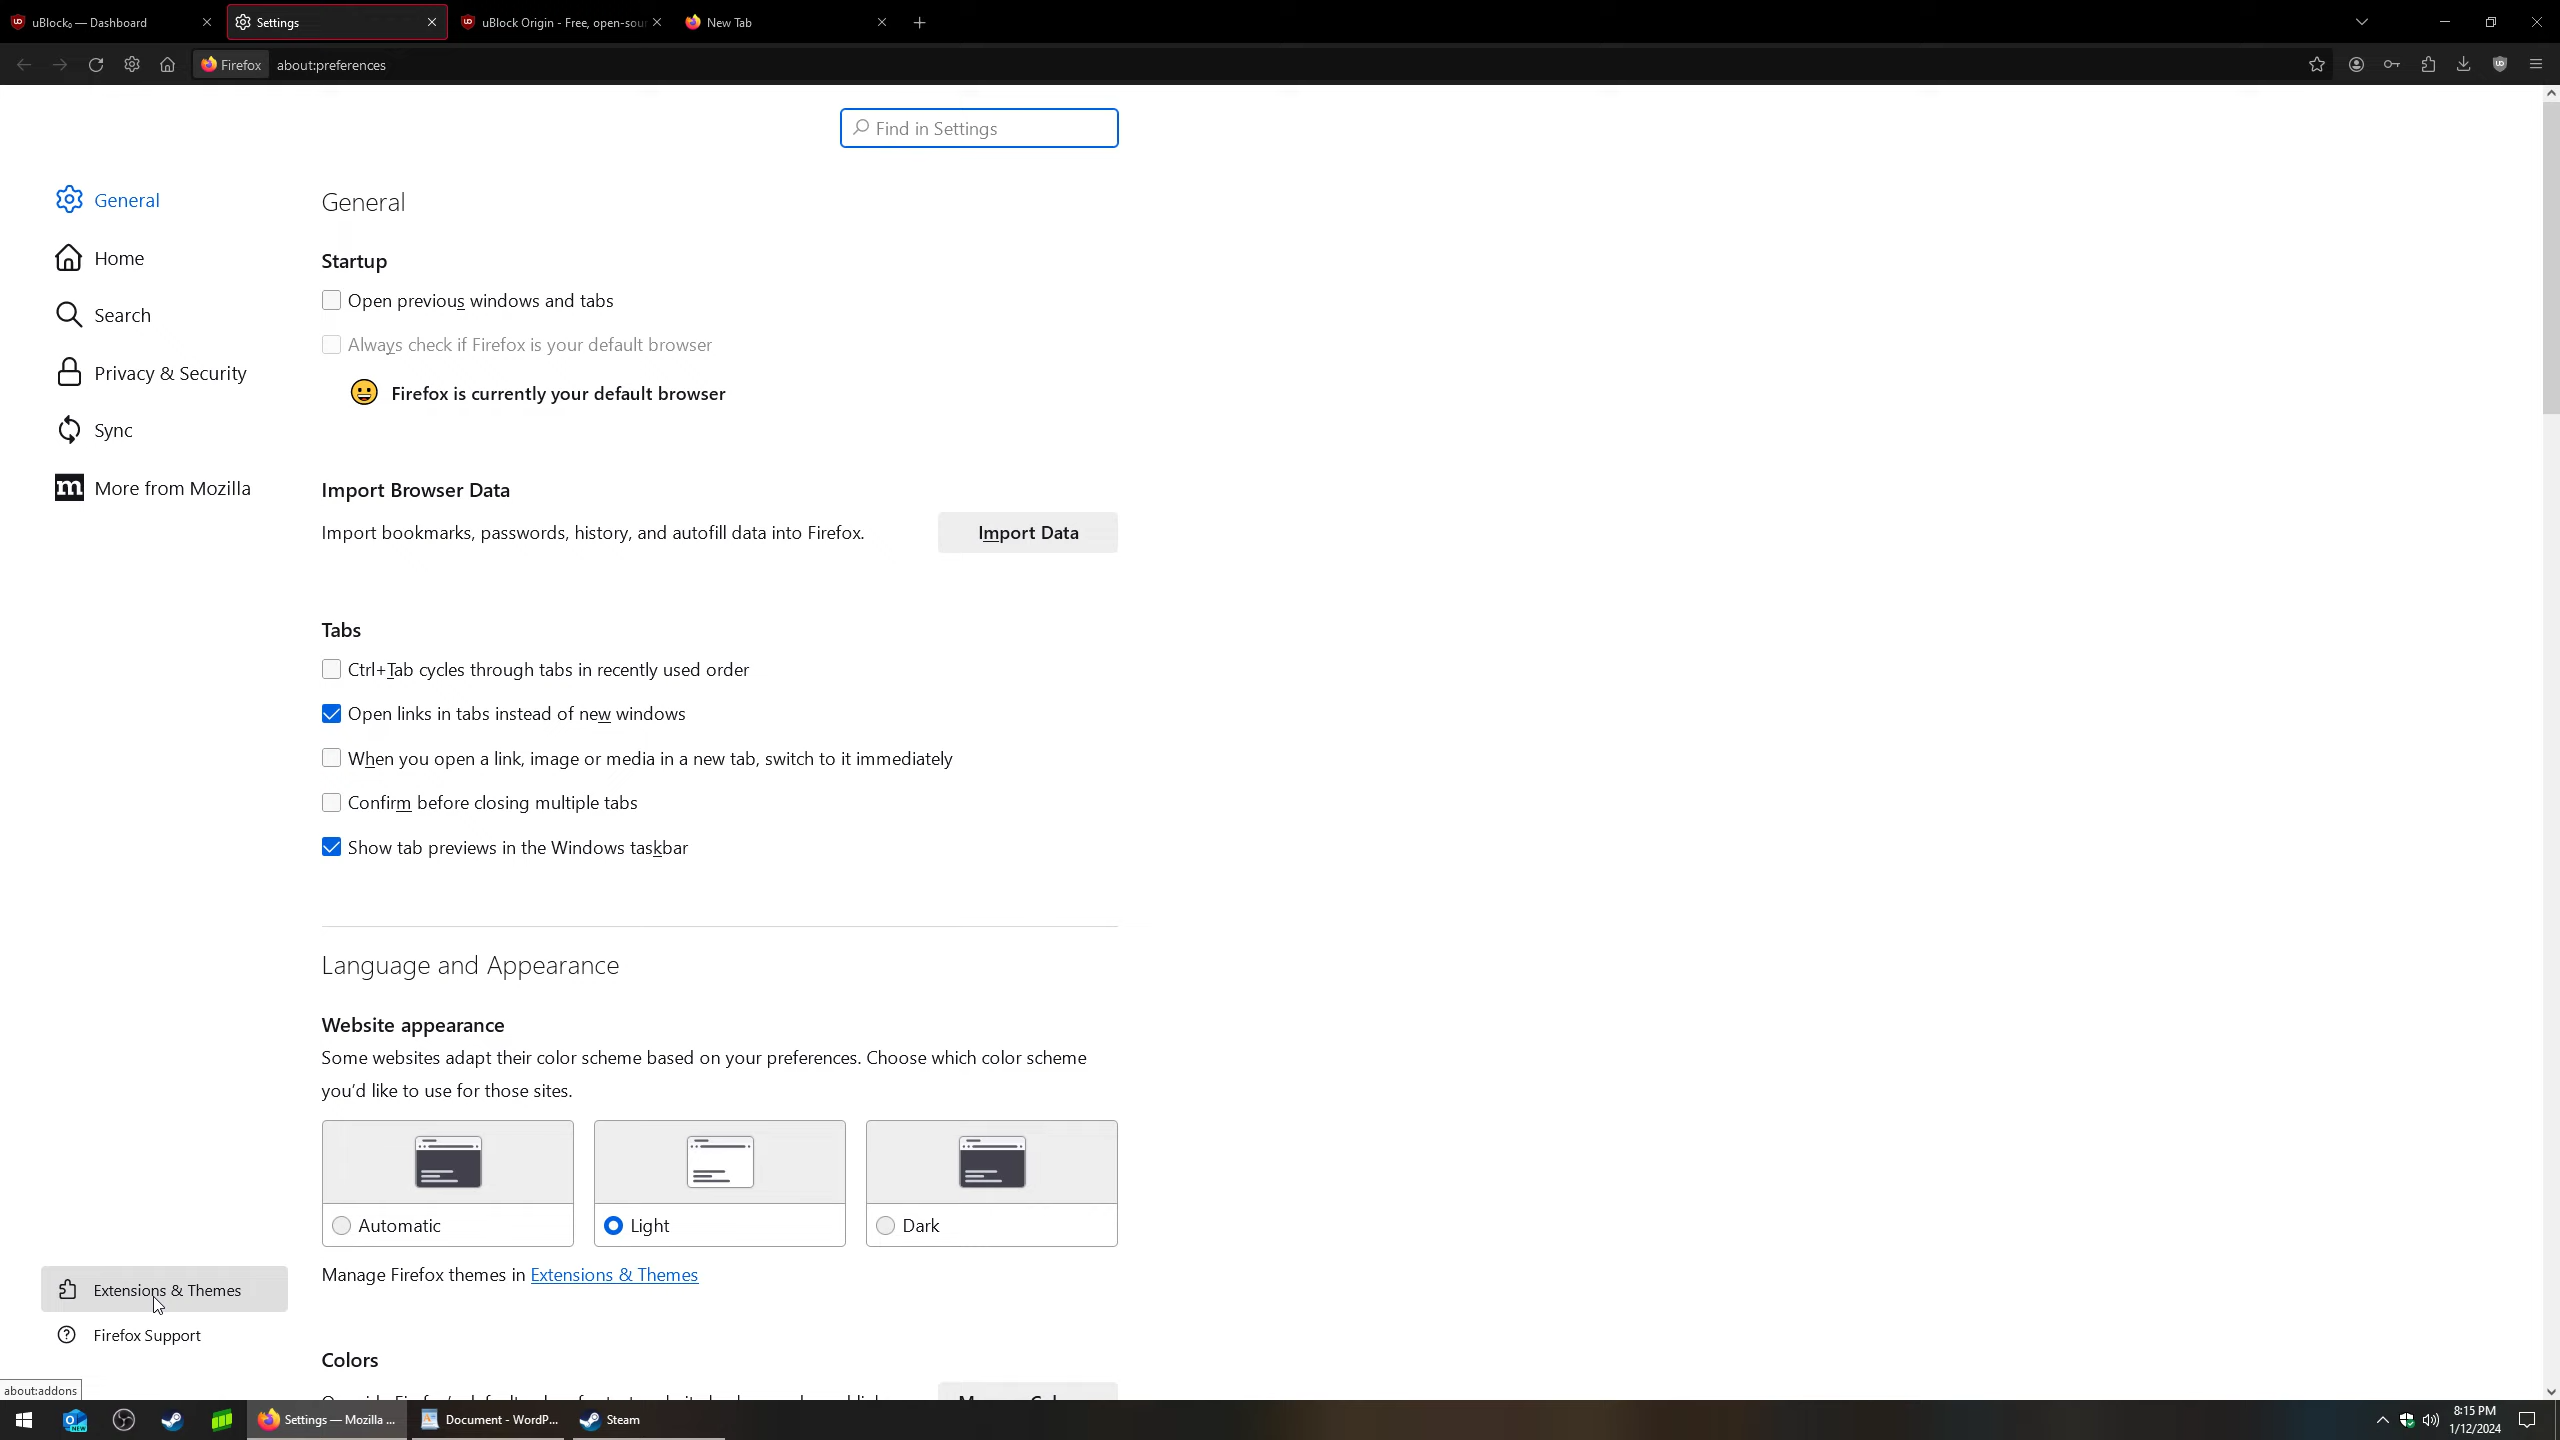 uBlock₀ — Dashboard
Settings
uBlock Origin - Free, open-sour
New Tab
Firefox
about:preferences
Find in Settings
General
Home
Search
Privacy & Security
Sync
More from Mozilla
General
Startup
Open previous windows and tabs
Always check if Firefox is your default browser
Firefox is currently your default browser
Import Browser Data
Import bookmarks, passwords, history, and autofill data into Firefox.
Import Data
Tabs
Ctrl+Tab cycles through tabs in recently used order
Open links in tabs instead of new windows
When you open a link, image or media in a new tab, switch to it immediately
Confirm before closing multiple tabs
Show tab previews in the Windows taskbar
Language and Appearance
Website appearance
Some websites adapt their color scheme based on your preferences. Choose which color scheme
you’d like to use for those sites.
Automatic
Light
Dark
Manage Firefox themes in Extensions & Themes
Extensions & Themes
Firefox Support
Colors
about:addons
Settings — Mozilla ...
Document - WordP...
Steam
8:15 PM
1/12/2024